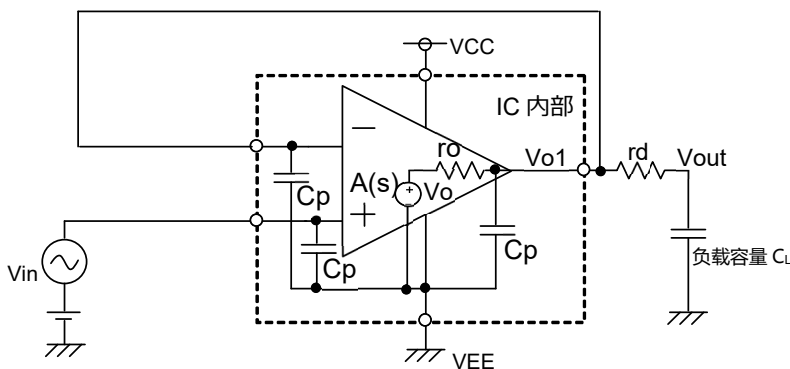 VCC
IC 内部
ro
Vo1
rd
Vout
A(s)
Vo
Cp
Cp
Cp
Vin
负载容量 CL
VEE